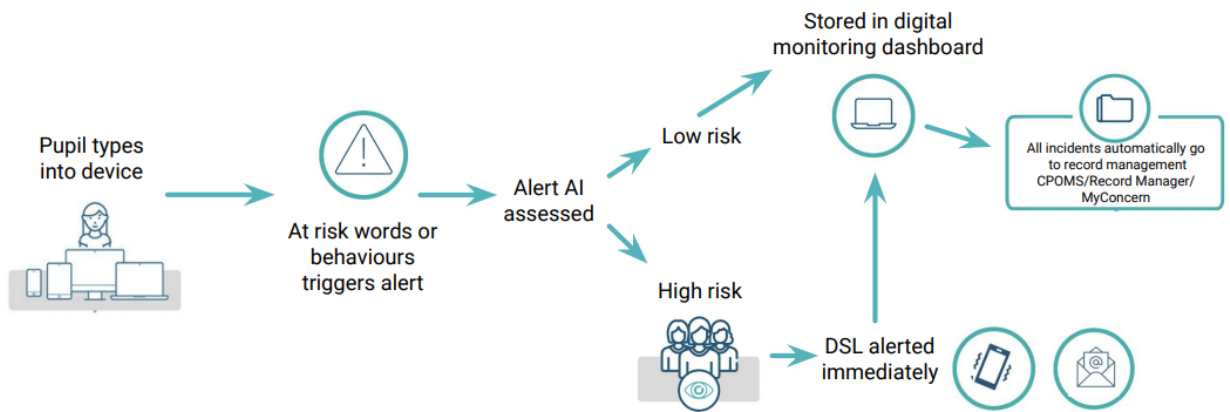 Pupil types
into device
At risk words or
behaviours
triggers alert
Alert AI
assessed
Low risk
High risk
Stored in digital
monitoring dashboard
DSL alerted
immediately
All incidents automatically go
to record management
CPOMS/Record Manager/
MyConcern